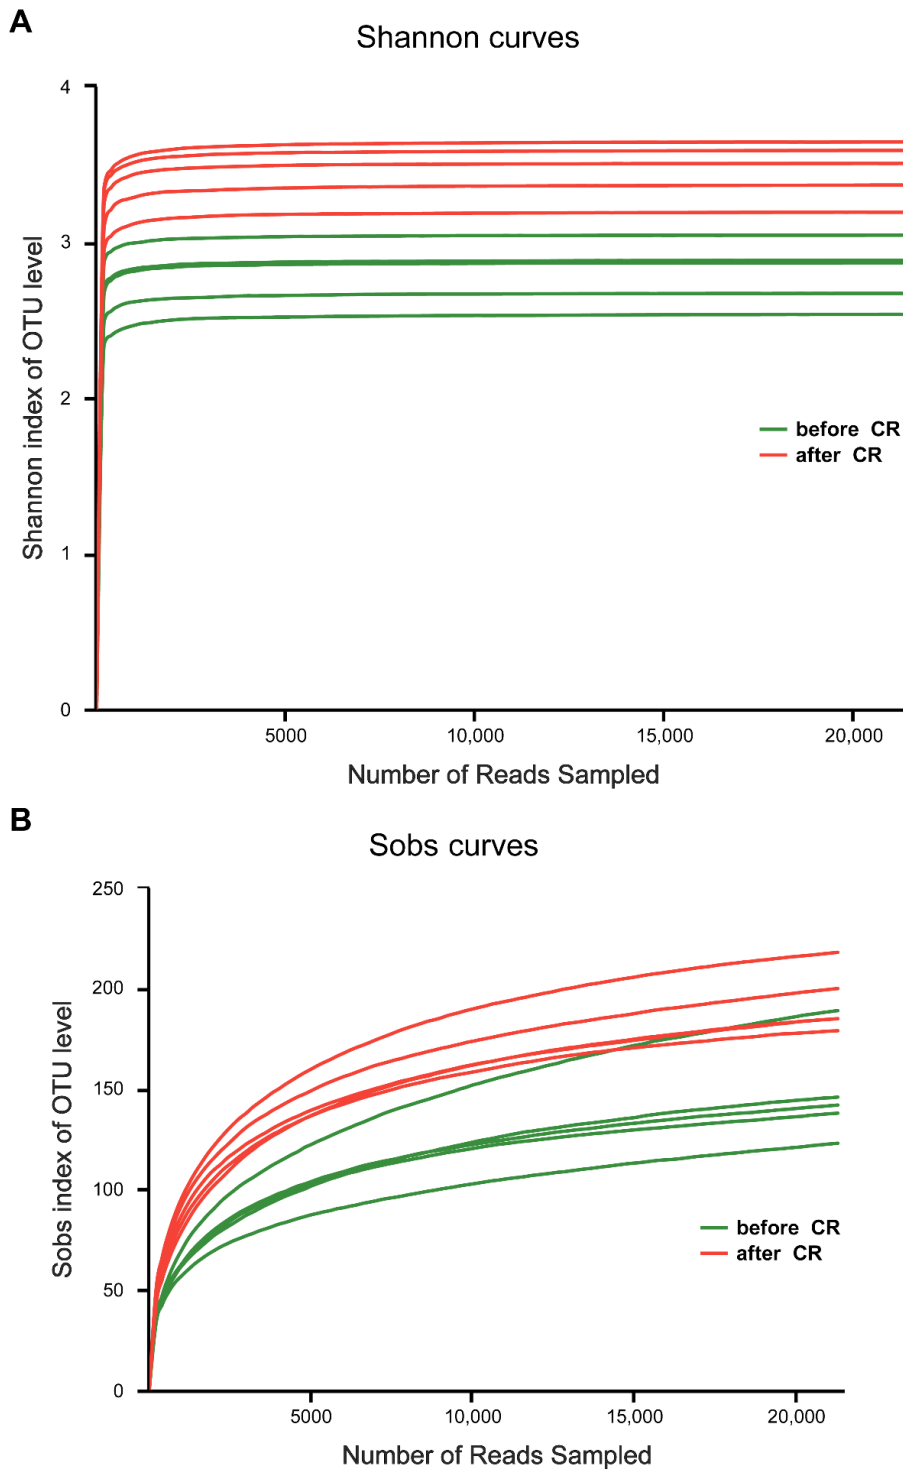 A
Shannon curves
4
3
2
1
0
Shannon index of OTU level
before CR
after CR
5000 10,000 15,000 20,000
Number of Reads Sampled
B
Sobs curves
250
200
150
100
50
0
Sobs index of OTU level
before CR
after CR
5000 10,000 15,000 20,000
Number of Reads Sampled